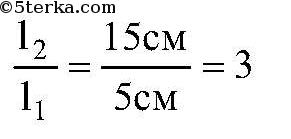 ©5terka.com
l₂/l₁ = 15см/5см = 3